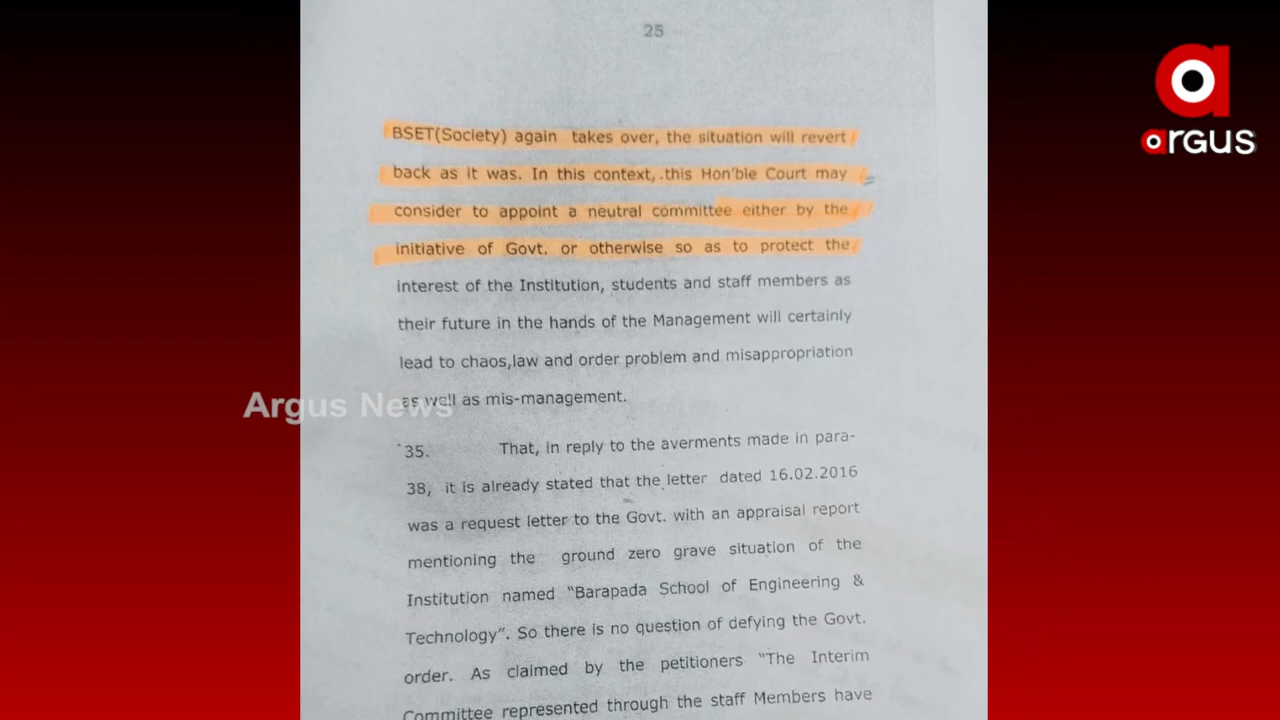 25
BSET(Society) again takes over, the situation will revert
back as it was. In this context,.this Hon'ble Court may
consider to appoint a neutral committee either by the
initiative of Govt. or otherwise so as to protect the
interest of the Institution, students and staff members as
their future in the hands of the Management will certainly
lead to chaos,law and order problem and misappropriation
as well as mis-management.
35. That, in reply to the averments made in para-
38, it is already stated that the letter dated 16.02.2016
was a request letter to the Govt. with an appraisal report
mentioning the ground zero grave situation of the
Institution named "Barapada School of Engineering &
Technology". So there is no question of defying the Govt.
order. As claimed by the petitioners "The Interim
Committee represented through the staff Members have
Argus News
argus